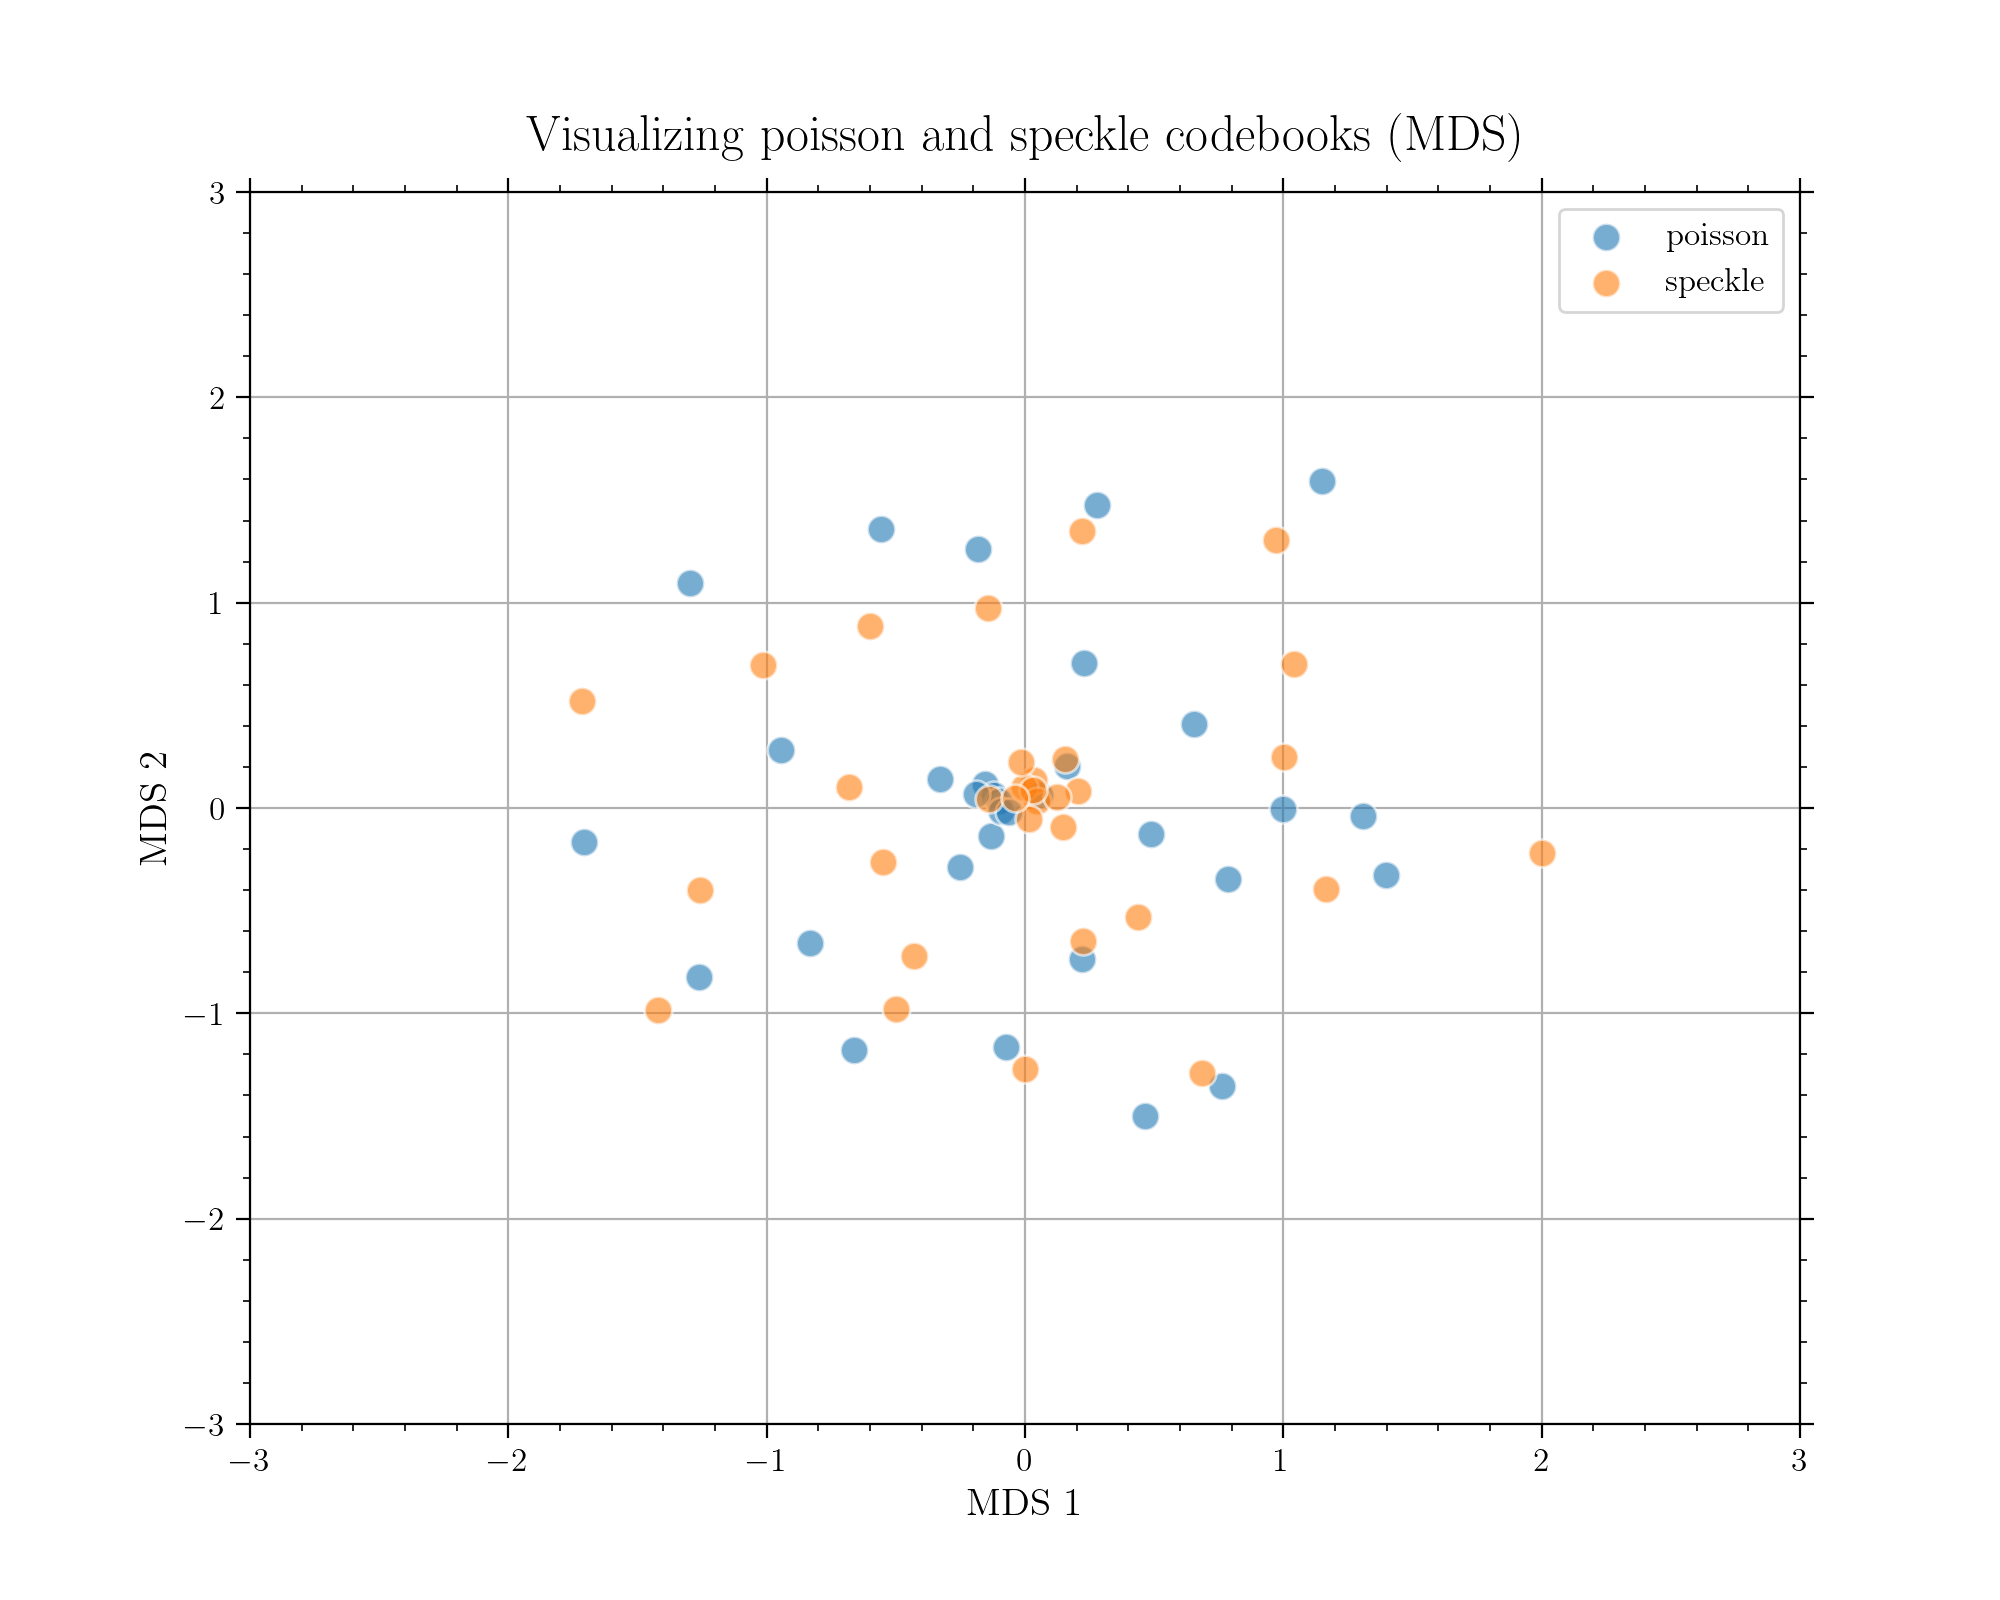 Visualizing poisson and speckle codebooks (MDS)
poisson
speckle
3
2
1
0
−1
−2
−3
MDS 2
−3
−2
−1
0
1
2
3
MDS 1